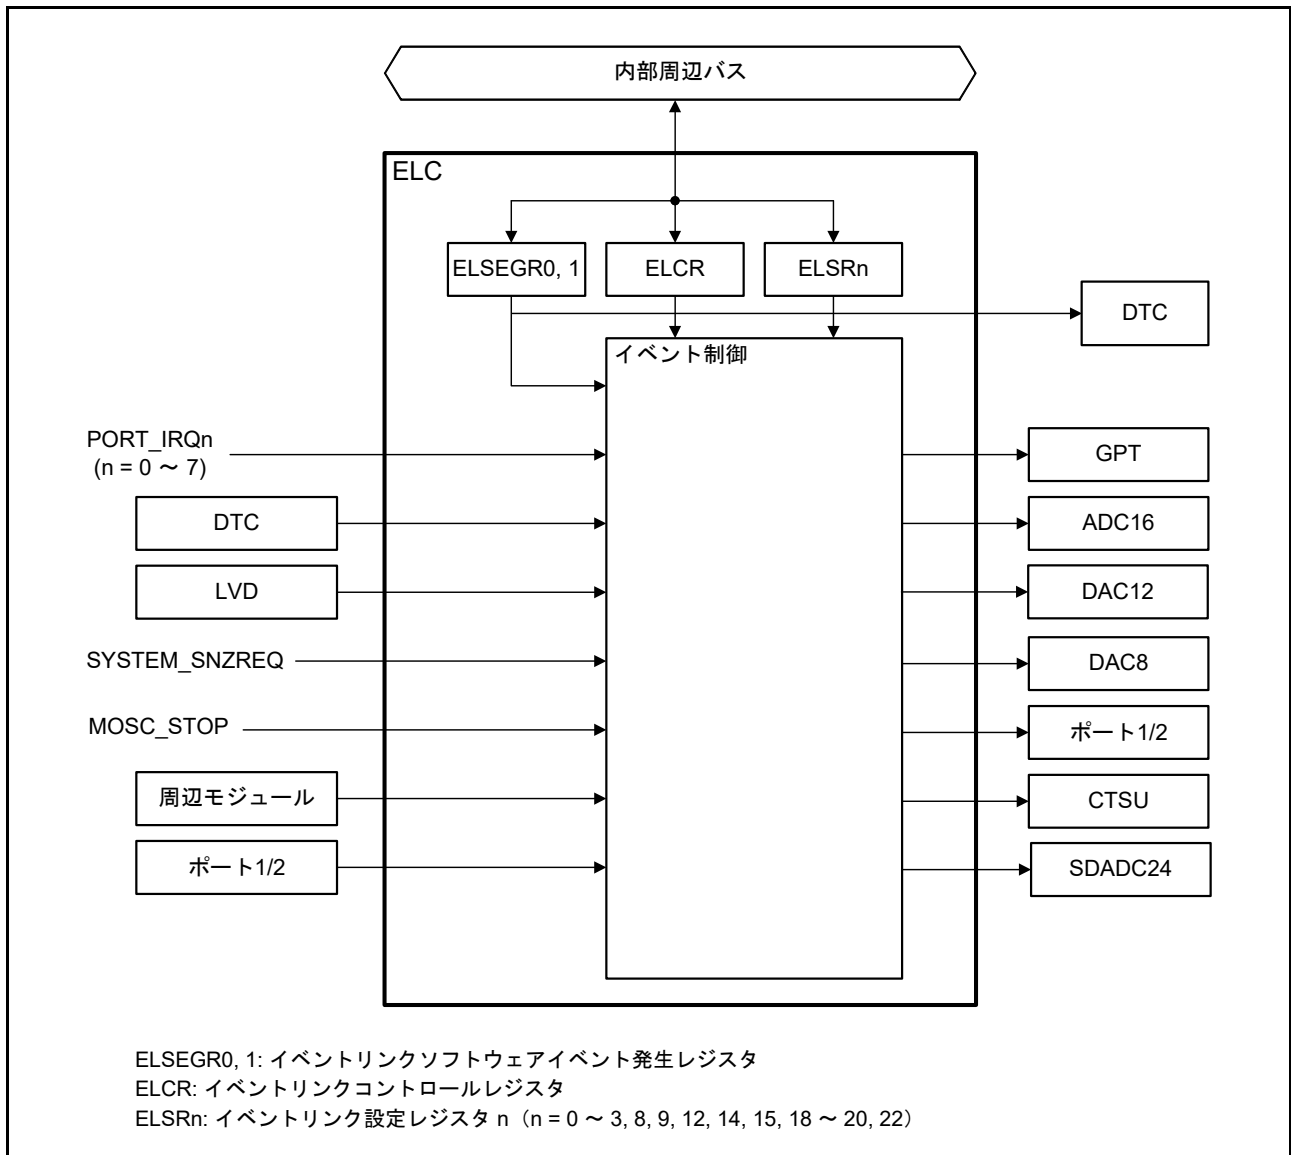 内部周辺バス
ELC
ELSEGR0, 1
ELCR
ELSRn
DTC
イベント制御
PORT_IRQn
(n = 0 ～ 7)
DTC
LVD
SYSTEM_SNZREQ
MOSC_STOP
周辺モジュール
ポート1/2
GPT
ADC16
DAC12
DAC8
ポート1/2
CTSU
SDADC24
ELSEGR0, 1: イベントリンクソフトウェアイベント発生レジスタ
ELCR: イベントリンクコントロールレジスタ
ELSRn: イベントリンク設定レジスタ n（n = 0 ～ 3, 8, 9, 12, 14, 15, 18 ～ 20, 22）